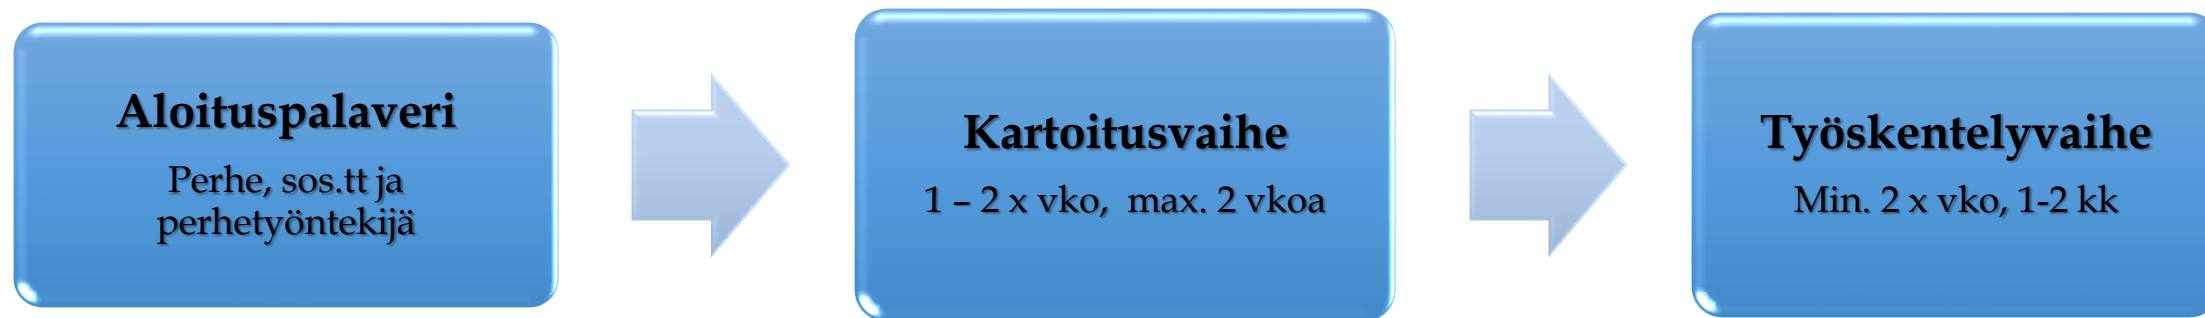 Aloituspalaveri
Perhe, sos.tt ja
perhetyöntekijä
Kartoitusvaihe
1 – 2 x vko, max. 2 vkoa
Työskentelyvaihe
Min. 2 x vko, 1-2 kk